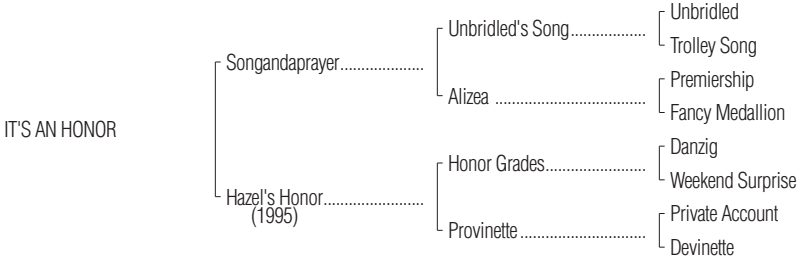 Unbridled
Unbridled's Song..................
Trolley Song
Songandaprayer....................
Premiership
Alizea ....................................
Fancy Medallion
IT'S AN HONOR
Danzig
Honor Grades........................
Weekend Surprise
Hazel's Honor........................
(1995)
Private Account
Provinette ..............................
Devinette